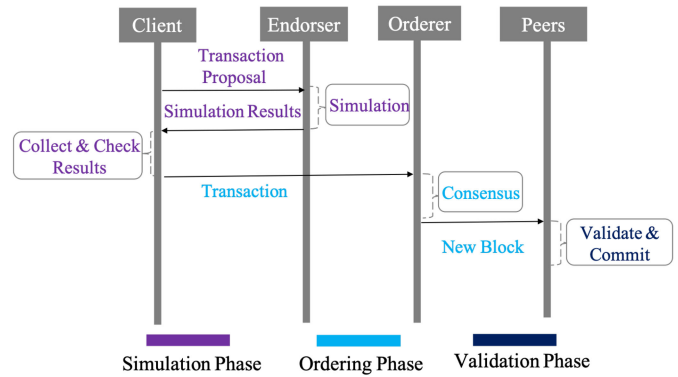 Client
Endorser
Orderer
Peers
Transaction
Proposal
Simulation
Simulation Results
Collect & Check
Results
Transaction
Consensus
New Block
Validate &
Commit
Simulation Phase
Ordering Phase
Validation Phase